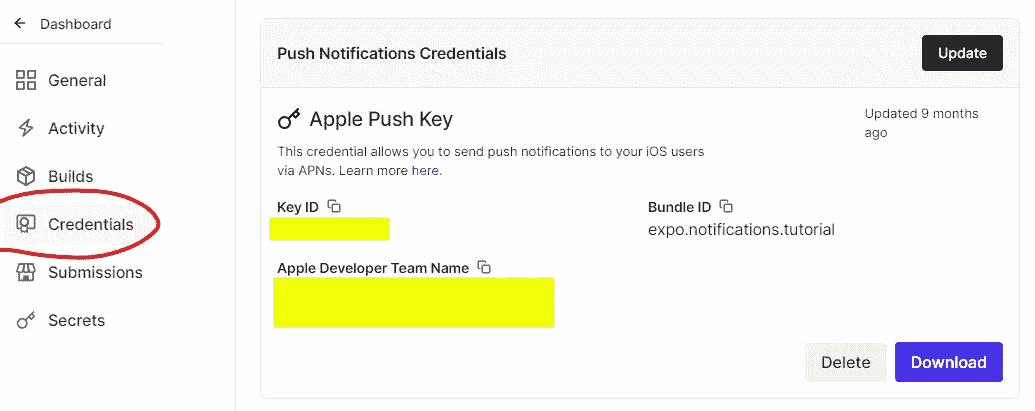 Dashboard
General
Activity
Builds
Credentials
Submissions
Secrets
Push Notifications Credentials
Update
Apple Push Key
Updated 9 months
ago
This credential allows you to send push notifications to your iOS users
via APNs. Learn more here.
Key ID
Bundle ID
expo.notifications.tutorial
Apple Developer Team Name
Delete
Download